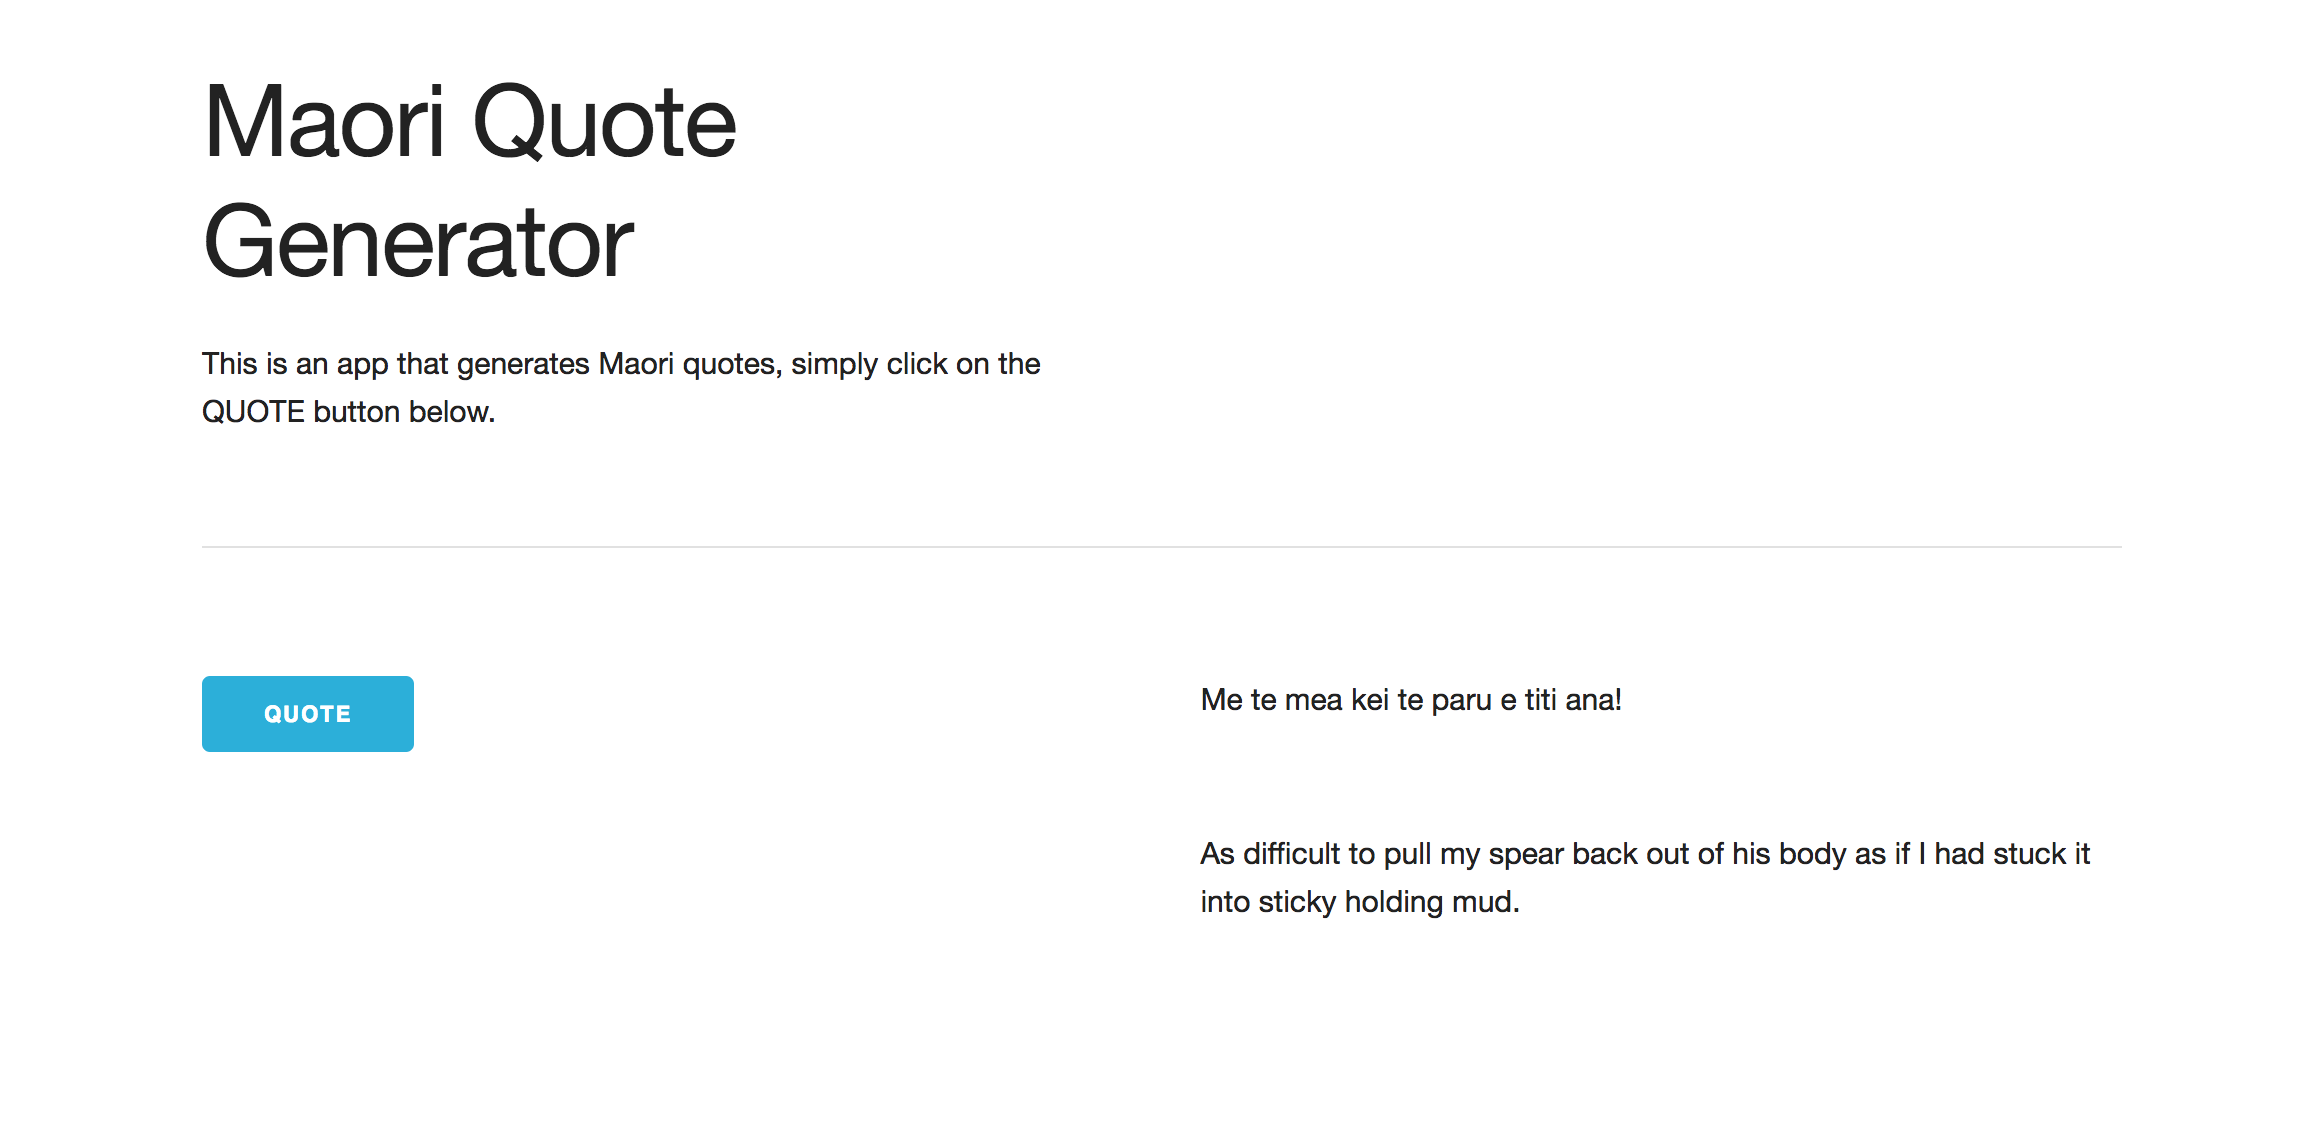 Maori Quote
Generator
This is an app that generates Maori quotes, simply click on the
QUOTE button below.
QUOTE
Me te mea kei te paru e titi ana!
As difficult to pull my spear back out of his body as if I had stuck it
into sticky holding mud.